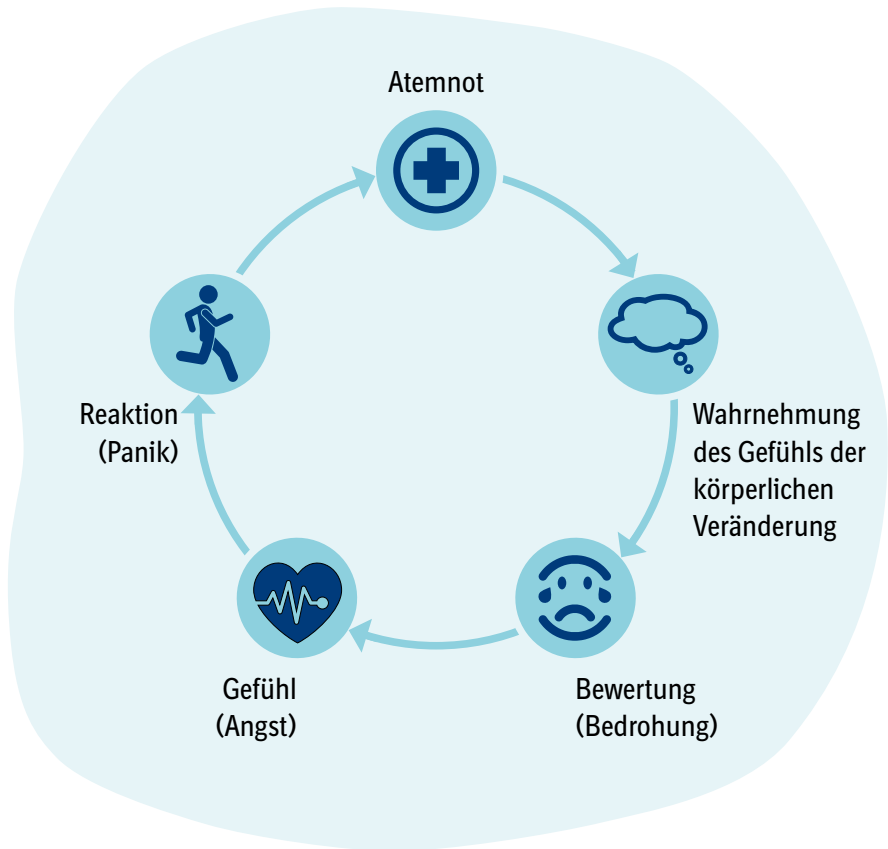 Atemnot
Wahrnehmung
des Gefühls der
körperlichen
Veränderung
Bewertung
(Bedrohung)
Gefühl
(Angst)
Reaktion
(Panik)